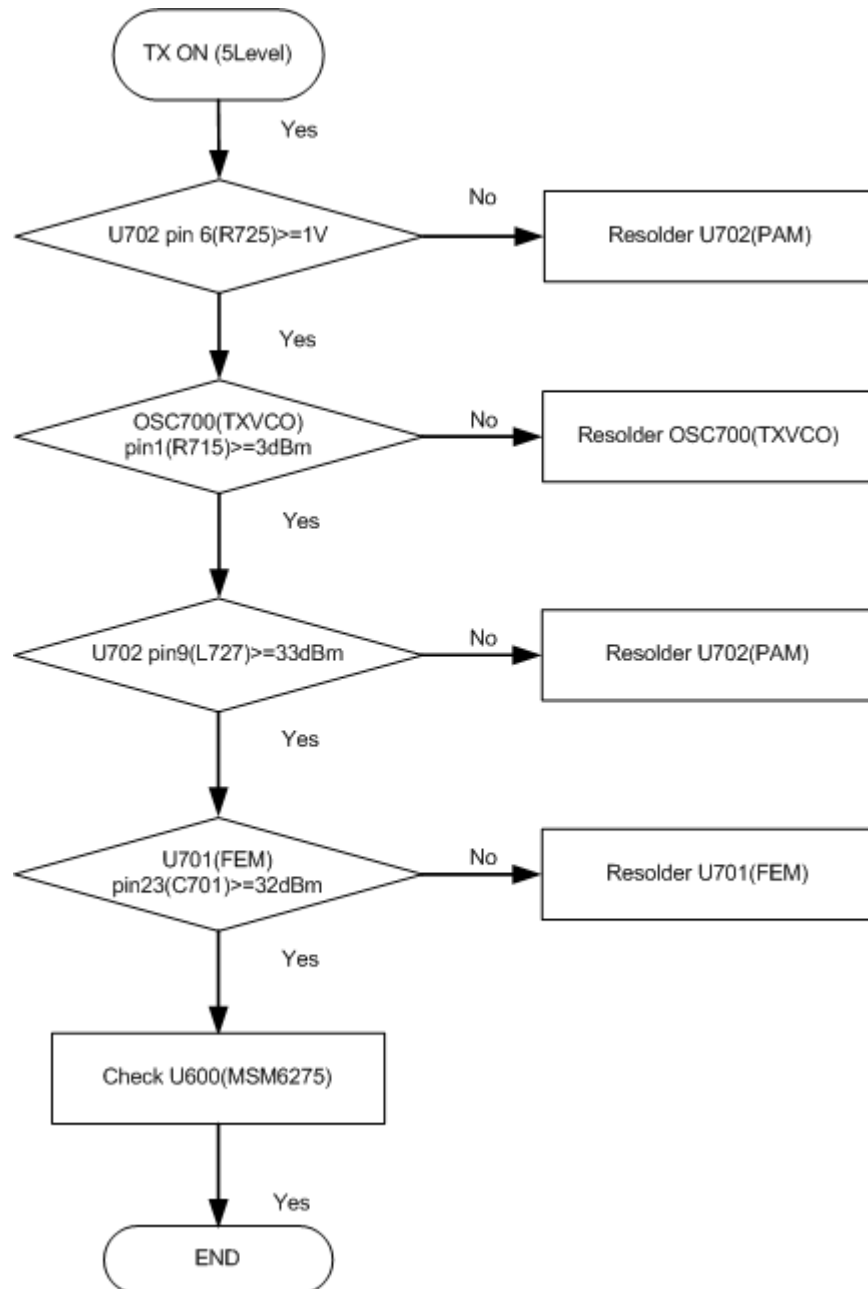 TX ON (5Level)
Yes
U702 pin 6(R725)>=1V
No
Resolder U702(PAM)
Yes
OSC700(TXVCO)
pin1(R715)>=3dBm
No
Resolder OSC700(TXVCO)
Yes
U702 pin9(L727)>=33dBm
No
Resolder U702(PAM)
Yes
U701(FEM)
pin23(C701)>=32dBm
No
Resolder U701(FEM)
Yes
Check U600(MSM6275)
Yes
END